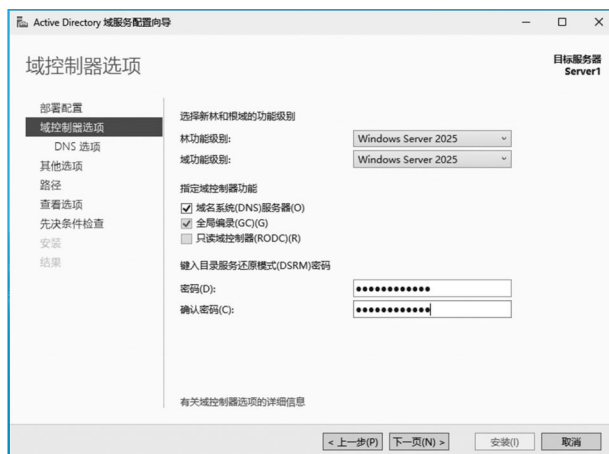 Active Directory 域服务配置向导
域控制器选项
目标服务器
Server1
部署配置
域控制器选项
DNS 选项
其他选项
路径
查看选项
先决条件检查
安装
结果
选择新林和根域的功能级别
林功能级别: Windows Server 2025
域功能级别: Windows Server 2025
指定域控制器功能
域名系统(DNS)服务器(O)
全局编录(GC)(G)
只读域控制器(RODC)(R)
键入目录服务还原模式(DSRM)密码
密码(D): ●●●●●●●●●●●●
确认密码(C): ●●●●●●●●●●●●
有关域控制器选项的详细信息
< 上一步(P) 下一页(N) > 安装(I) 取消